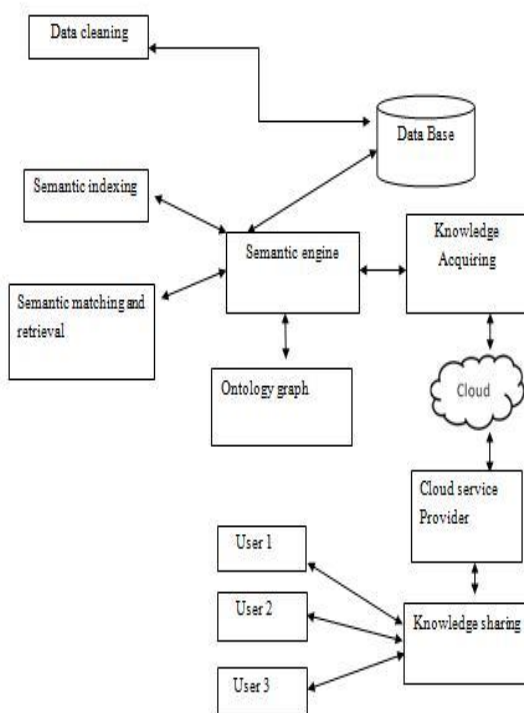 Data cleaning
Data Base
Semantic indexing
Semantic engine
Knowledge
Acquiring
Semantic matching and
retrieval
Ontology graph
Cloud
Cloud service
Provider
User 1
User 2
Knowledge sharing
User 3